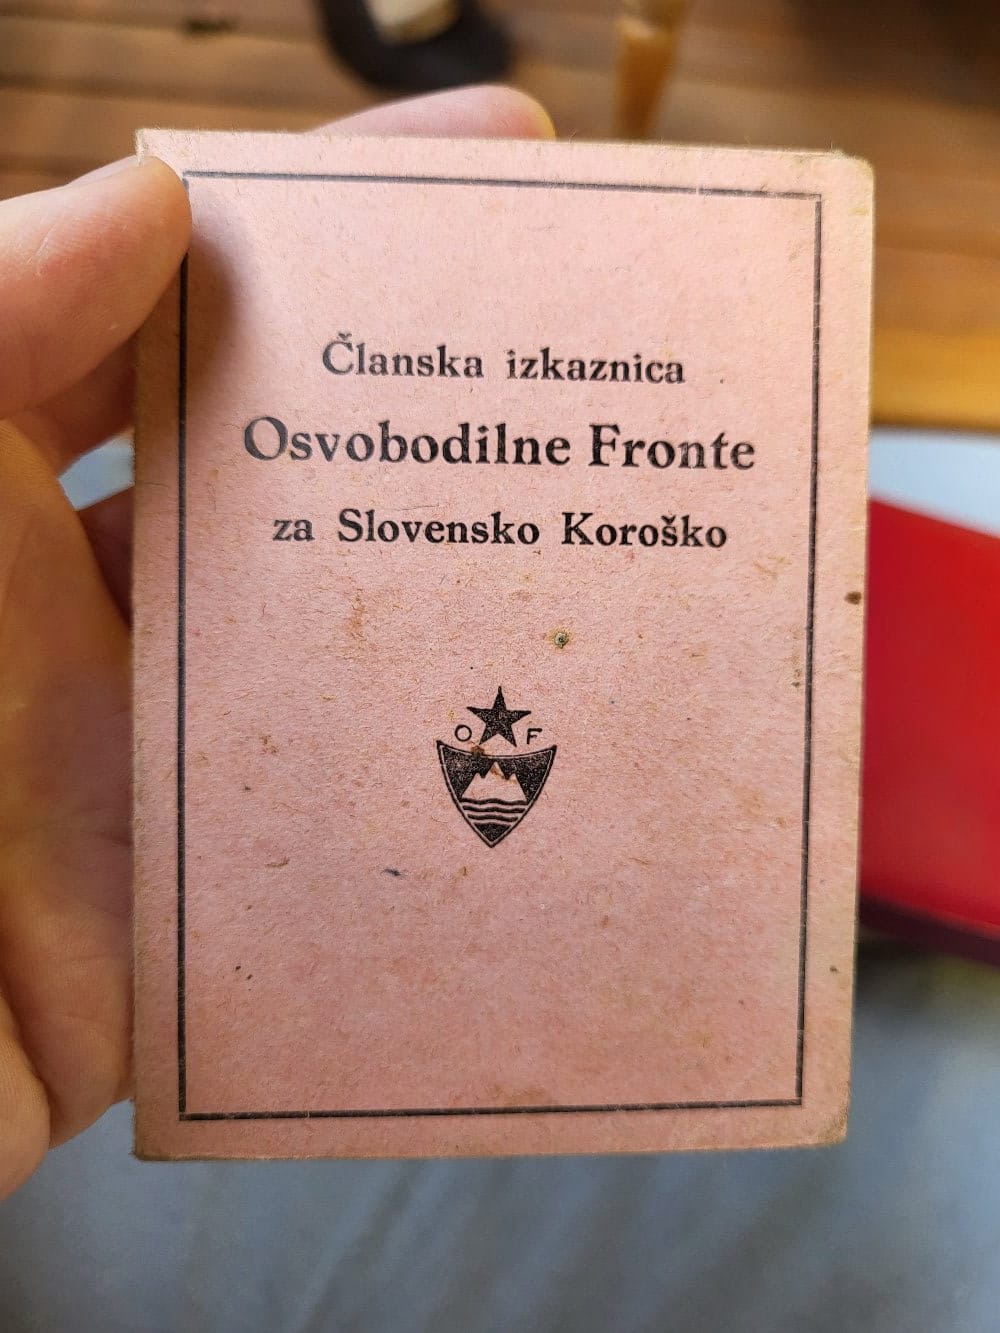 Članska izkaznica
Osvobodilne Fronte
za Slovensko Koroško
O F